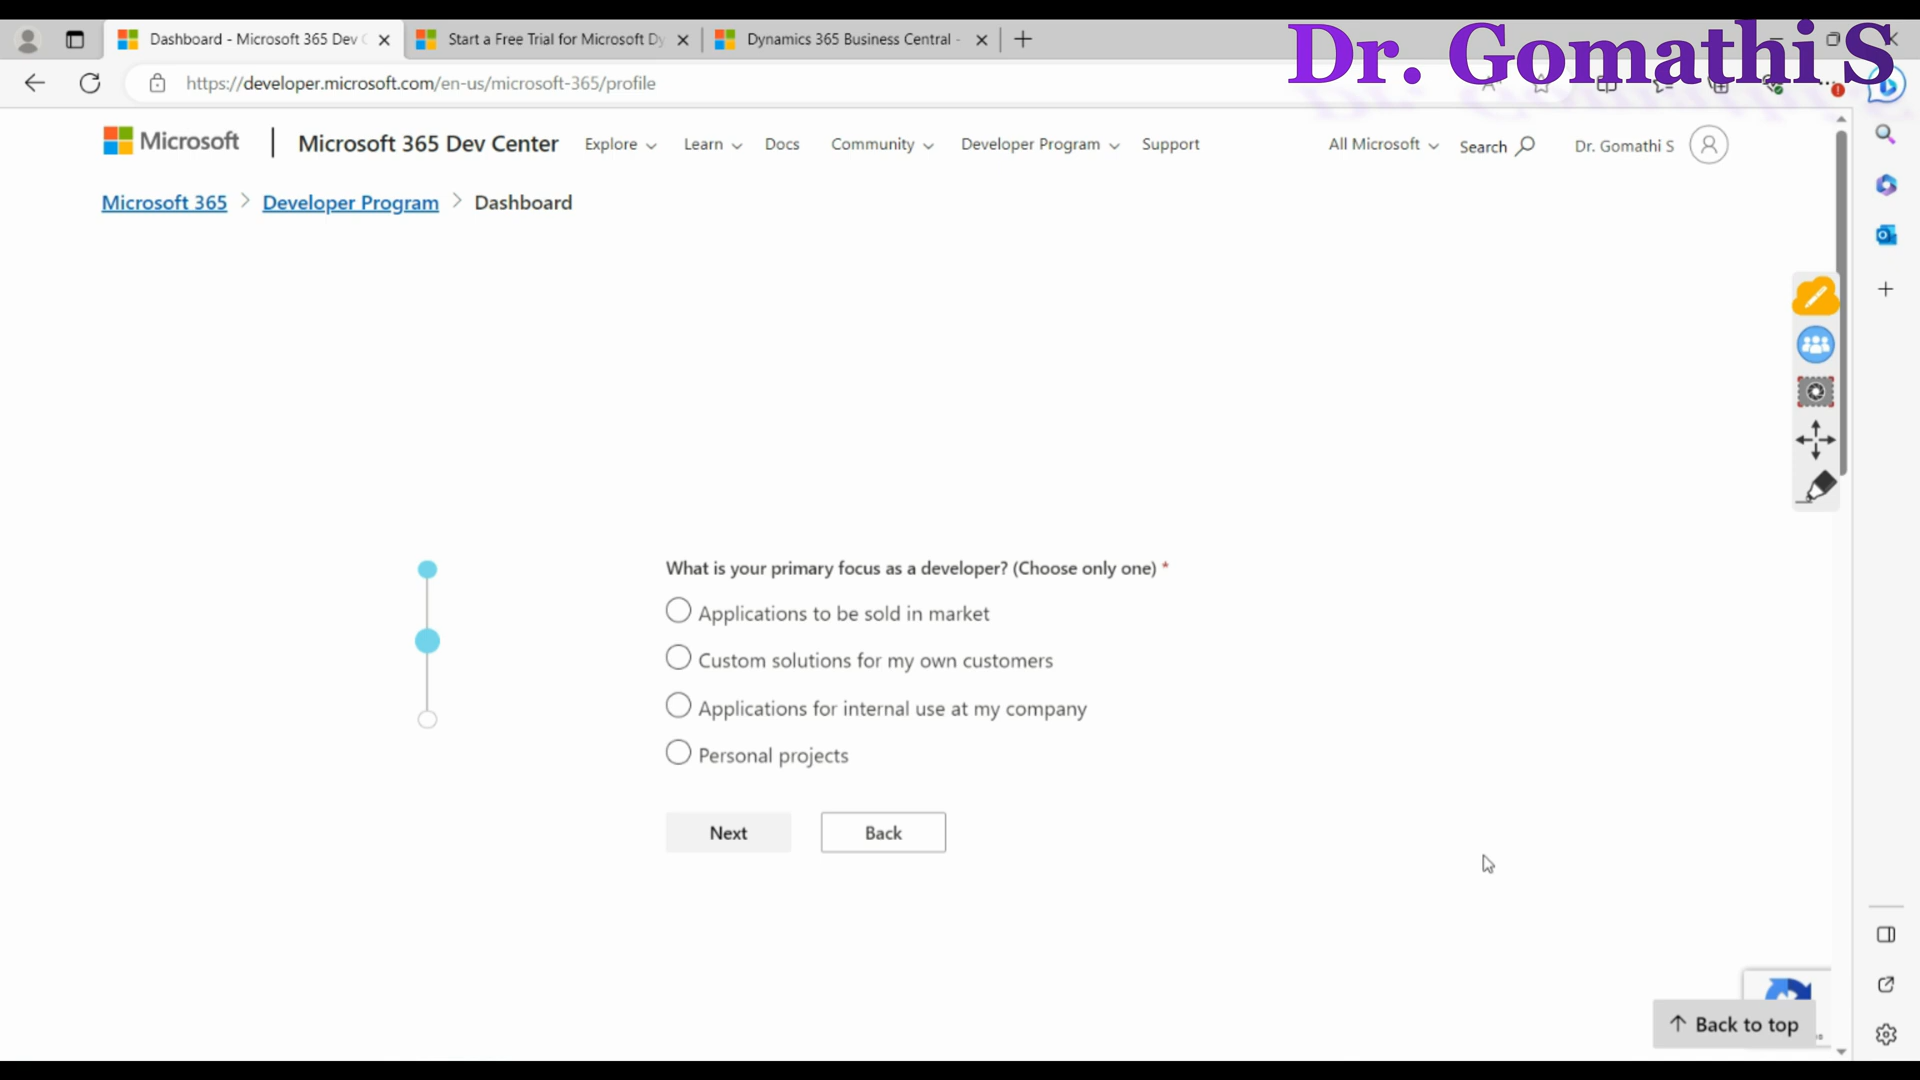 Dashboard - Microsoft 365 Dev C
Start a Free Trial for Microsoft Dy
Dynamics 365 Business Central -
Dr. Gomathi S
https://developer.microsoft.com/en-us/microsoft-365/profile
Microsoft
Microsoft 365 Dev Center
Explore
Learn
Docs
Community
Developer Program
Support
All Microsoft
Search
Dr. Gomathi S
Microsoft 365 > Developer Program > Dashboard
What is your primary focus as a developer? (Choose only one) *
Applications to be sold in market
Custom solutions for my own customers
Applications for internal use at my company
Personal projects
Next
Back
Back to top